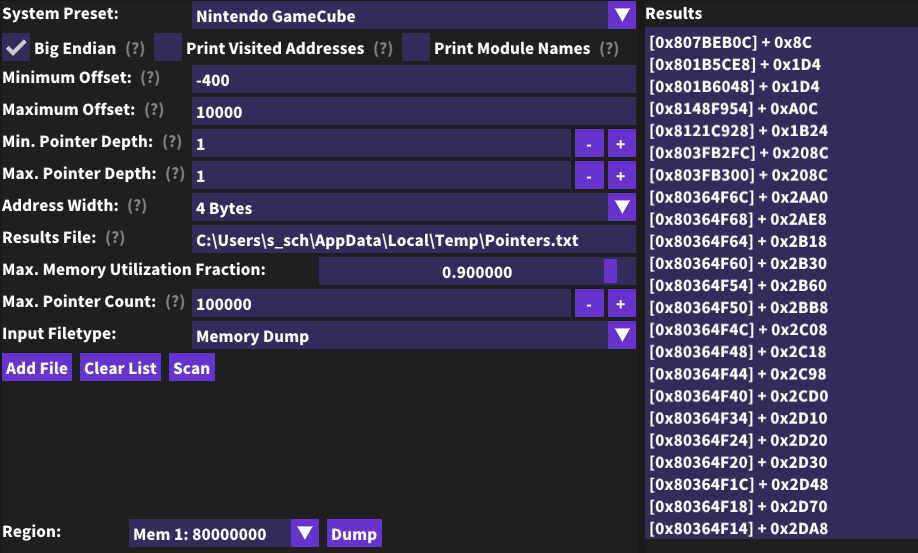 System Preset: Nintendo GameCube
Big Endian (?) Print Visited Addresses (?) Print Module Names (?)
Minimum Offset: (?) -400
Maximum Offset: (?) 10000
Min. Pointer Depth: (?) 1 - +
Max. Pointer Depth: (?) 1 - +
Address Width: (?) 4 Bytes
Results File: (?) C:\Users\s_sch\AppData\Local\Temp\Pointers.txt
Max. Memory Utilization Fraction: 0.900000
Max. Pointer Count: (?) 100000 - +
Input Filetype: Memory Dump
Add File Clear List Scan
Region: Mem 1: 80000000 Dump
Results
[0x807BEB0C] + 0x8C
[0x801B5CE8] + 0x1D4
[0x801B6048] + 0x1D4
[0x8148F954] + 0xA0C
[0x8121C928] + 0x1B24
[0x803FB2FC] + 0x208C
[0x803FB300] + 0x208C
[0x80364F6C] + 0x2AA0
[0x80364F68] + 0x2AE8
[0x80364F64] + 0x2B18
[0x80364F60] + 0x2B30
[0x80364F54] + 0x2B60
[0x80364F50] + 0x2BB8
[0x80364F4C] + 0x2C08
[0x80364F48] + 0x2C18
[0x80364F44] + 0x2C98
[0x80364F40] + 0x2CD0
[0x80364F34] + 0x2D10
[0x80364F24] + 0x2D20
[0x80364F20] + 0x2D30
[0x80364F1C] + 0x2D48
[0x80364F18] + 0x2D70
[0x80364F14] + 0x2DA8